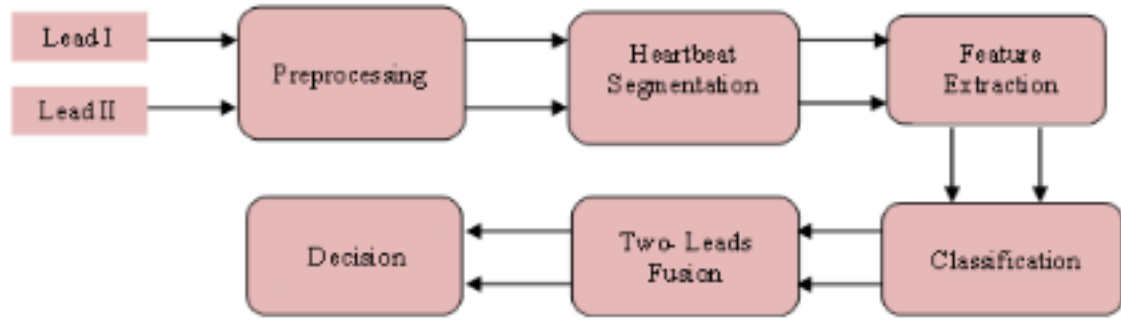 Lead I
Lead II
Preprocessing
Heartbeat
Segmentation
Feature
Extraction
Classification
Two- Leads
Fusion
Decision